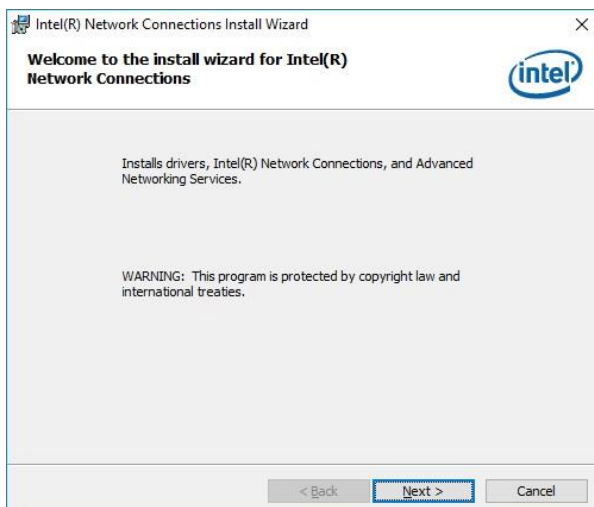 Intel(R) Network Connections Install Wizard
Welcome to the install wizard for Intel(R)
Network Connections
intel
Installs drivers, Intel(R) Network Connections, and Advanced
Networking Services.
WARNING: This program is protected by copyright law and
international treaties.
< Back Next > Cancel